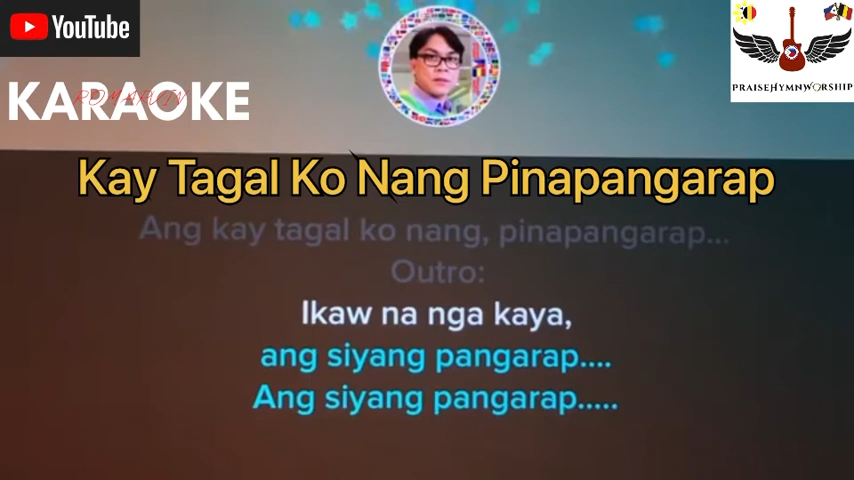 YouTube
KARAOKE
ROMARVIN
PRAISEHYMNWORSHIP
Kay Tagal Ko Nang Pinapangarap
Ang kay tagal ko nang, pinapangarap...
Outro:
Ikaw na nga kaya,
ang siyang pangarap....
Ang siyang pangarap.....